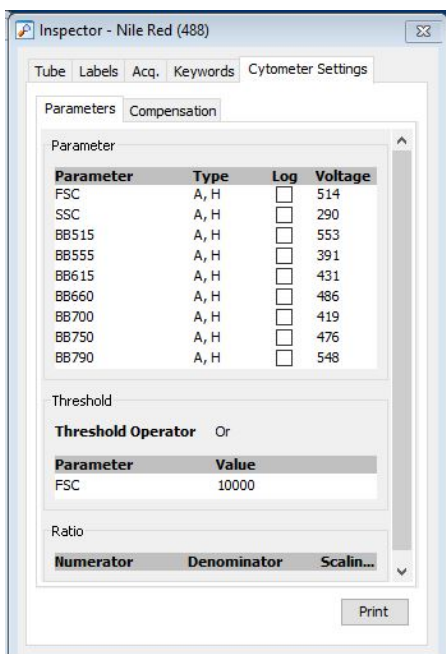 Inspector - Nile Red (488)
Tube Labels Acq. Keywords Cytometer Settings
Parameters Compensation
Parameter
Parameter Type Log Voltage
FSC A, H 514
SSC A, H 290
BB515 A, H 553
BB555 A, H 391
BB615 A, H 431
BB660 A, H 486
BB700 A, H 419
BB750 A, H 476
BB790 A, H 548
Threshold
Threshold Operator Or
Parameter Value
FSC 10000
Ratio
Numerator Denominator Scalin...
Print